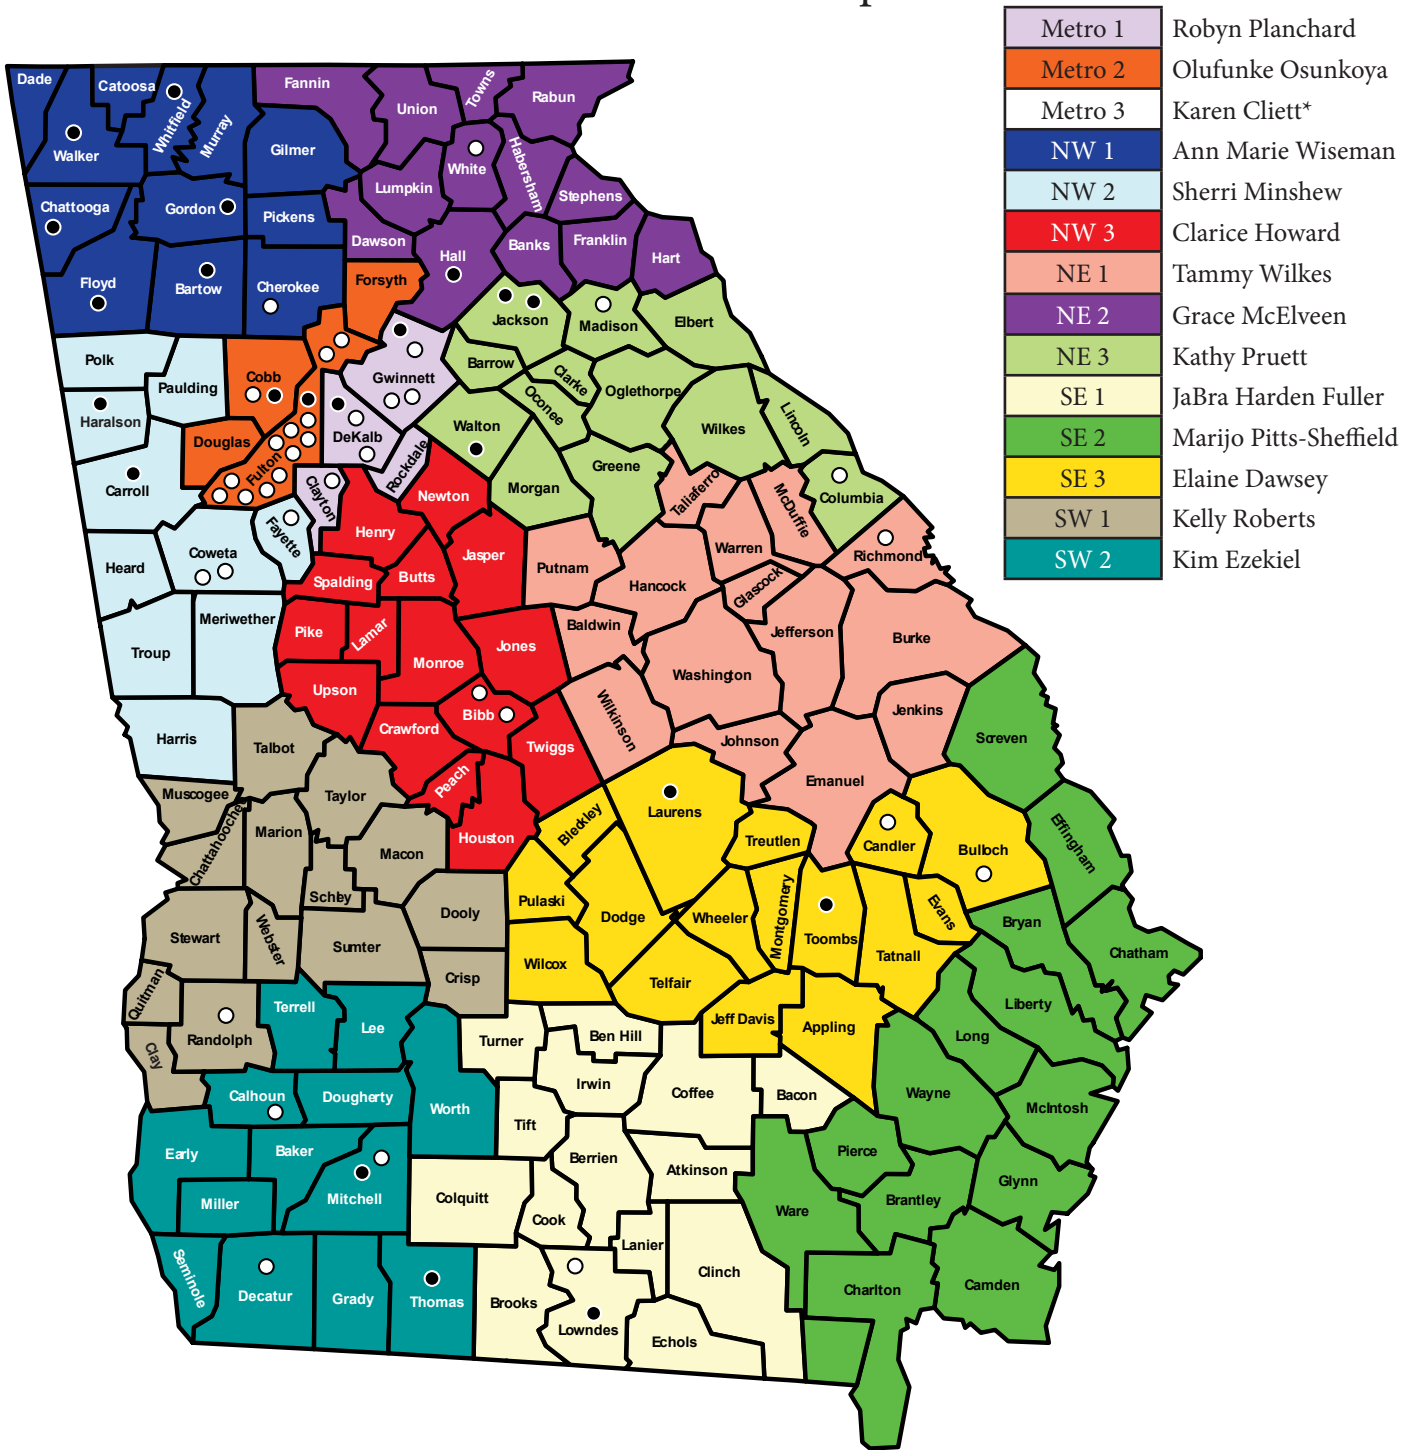 p
Metro 1 Robyn Planchard
Metro 2 Olufunke Osunkoya
Metro 3 Karen Cliett*
NW 1 Ann Marie Wiseman
NW 2 Sherri Minshew
NW 3 Clarice Howard
NE 1 Tammy Wilkes
NE 2 Grace McElveen
NE 3 Kathy Pruett
SE 1 JaBra Harden Fuller
SE 2 Marijo Pitts-Sheffield
SE 3 Elaine Dawsey
SW 1 Kelly Roberts
SW 2 Kim Ezekiel
Dade
Catoosa
Whitfield
Murray
Walker
Fannin
Union
Towns
Rabun
Gilmer
White
Habersham
Lumpkin
Stephens
Chattooga
Gordon
Pickens
Dawson
Hall
Banks
Franklin
Hart
Floyd
Bartow
Cherokee
Forsyth
Jackson
Madison
Elbert
Polk
Paulding
Cobb
Gwinnett
Barrow
Clarke
Oconee
Oglethorpe
Wilkes
Lincoln
Haralson
Douglas
Fulton
DeKalb
Rockdale
Walton
Morgan
Greene
Taliaferro
McDuffie
Columbia
Richmond
Carroll
Clayton
Newton
Henry
Fayette
Coweta
Heard
Spalding
Butts
Jasper
Putnam
Hancock
Warren
Glascock
Jefferson
Burke
Troup
Meriwether
Pike
Lamar
Monroe
Jones
Baldwin
Washington
Wilkinson
Upson
Crawford
Bibb
Twiggs
Johnson
Jenkins
Screven
Emanuel
Harris
Talbot
Taylor
Peach
Houston
Bleckley
Laurens
Treutlen
Candler
Bulloch
Effingham
Muscogee
Chattahoochee
Marion
Macon
Schley
Dooly
Pulaski
Dodge
Wheeler
Montgomery
Toombs
Evans
Tatnall
Bryan
Chatham
Stewart
Webster
Sumter
Crisp
Wilcox
Telfair
Jeff Davis
Appling
Liberty
Long
Quitman
Randolph
Terrell
Lee
Turner
Ben Hill
Irwin
Coffee
Bacon
Wayne
McIntosh
Clay
Calhoun
Dougherty
Worth
Tift
Berrien
Atkinson
Pierce
Brantley
Glynn
Early
Baker
Mitchell
Miller
Colquitt
Cook
Lanier
Clinch
Ware
Charlton
Camden
Seminole
Decatur
Grady
Thomas
Brooks
Lowndes
Echols